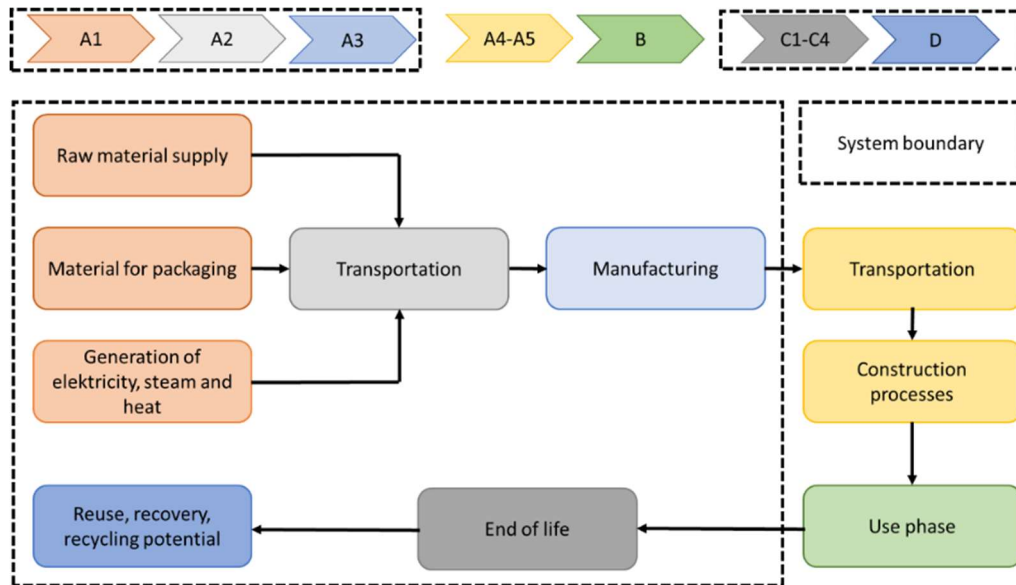 A1
A2
A3
A4-A5
B
C1-C4
D
Raw material supply
System boundary
Material for packaging
Transportation
Manufacturing
Transportation
Generation of
elektricity, steam and
heat
Construction
processes
Reuse, recovery,
recycling potential
End of life
Use phase